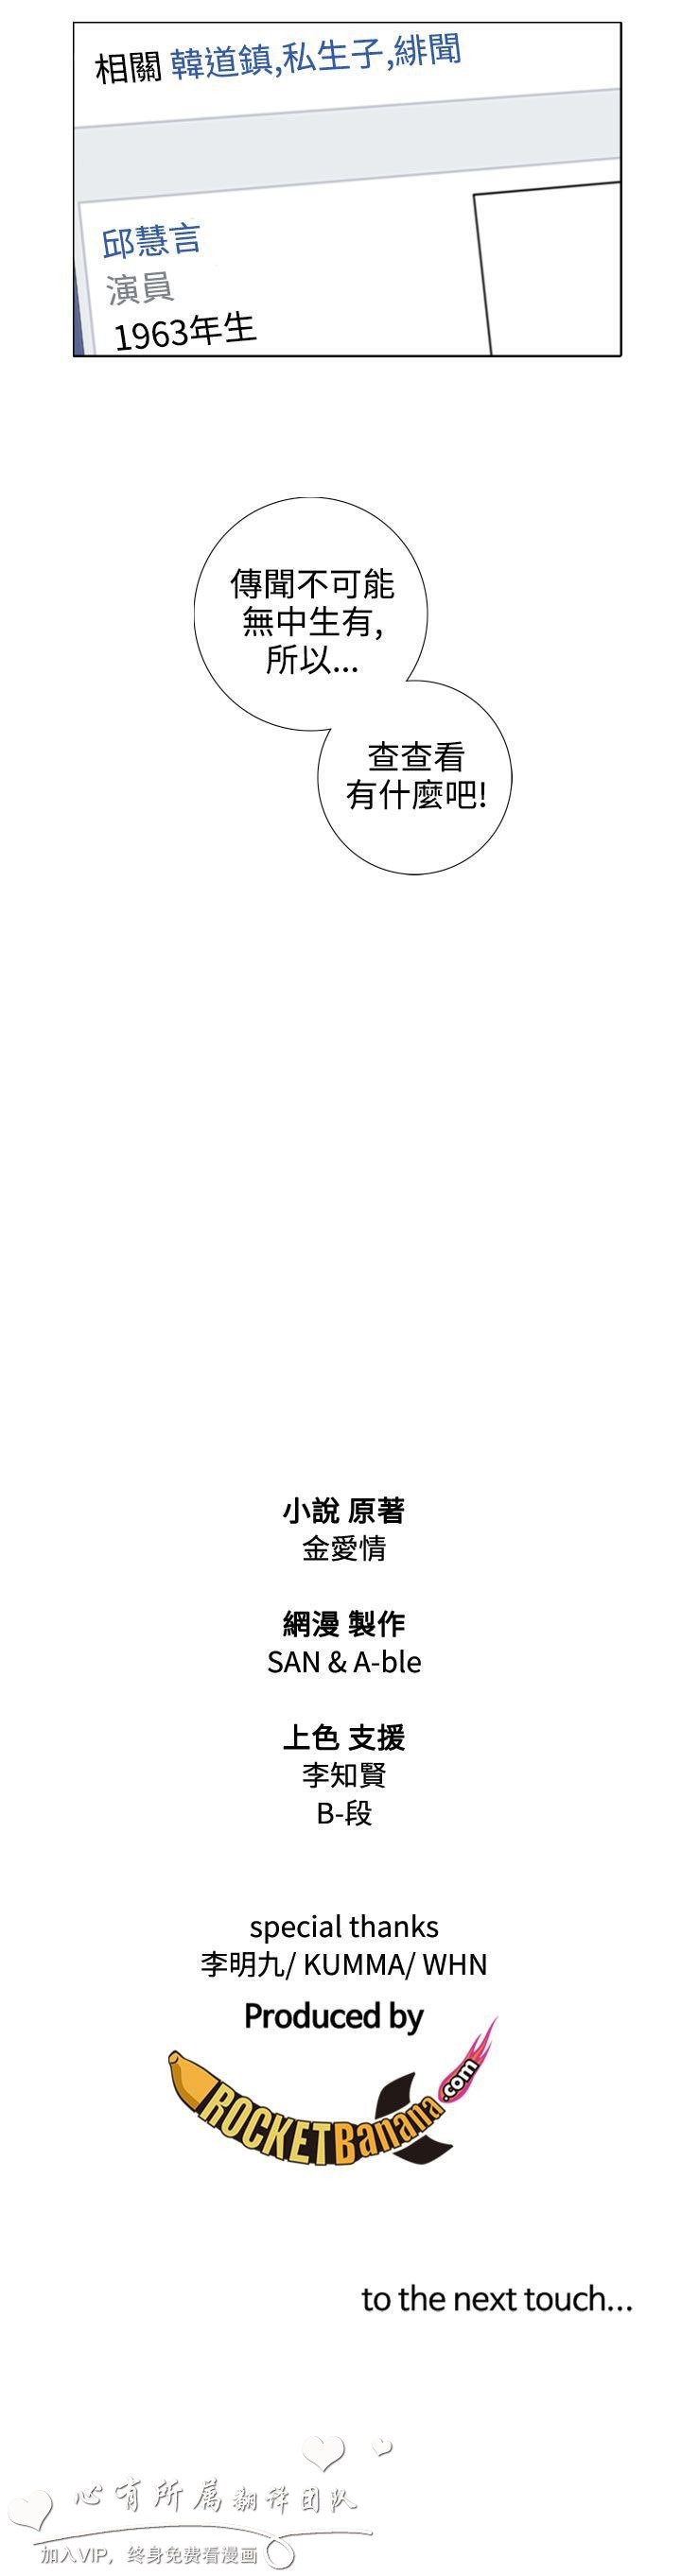 相關 韓道鎮,私生子,緋聞
邱慧言
演員
1963年生
傳聞不可能
無中生有,
所以...
查查看
有什麼吧!
小說 原著
金愛情
網漫 製作
SAN & A-ble
上色 支援
李知賢
B-段
special thanks
李明九/ KUMMA/ WHN
Produced by
ROCKETBanana.com
to the next touch...
心有所属翻译团队
加入VIP，终身免费看漫画